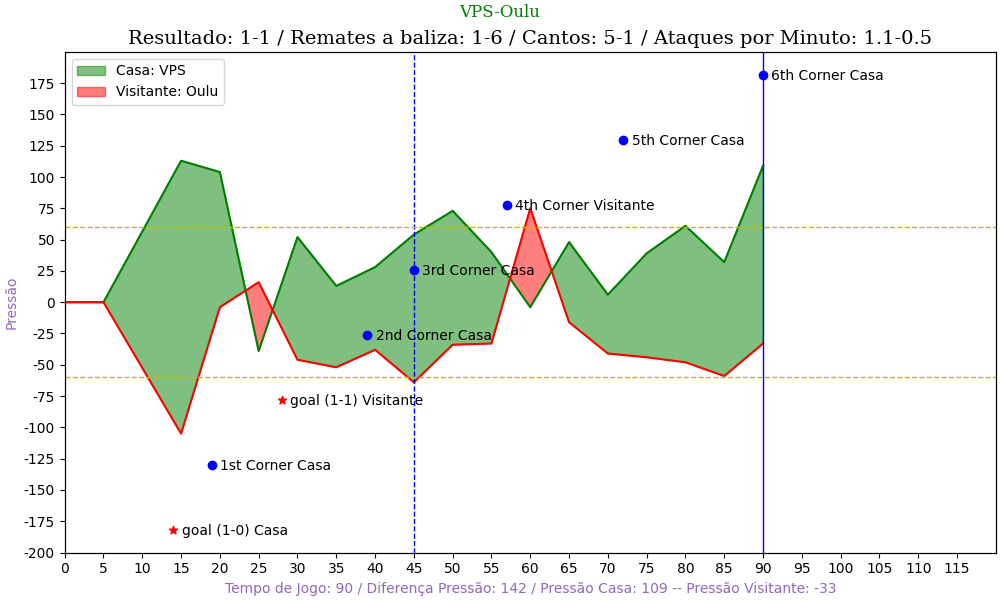 VPS-Oulu
Resultado: 1-1 / Remates a baliza: 1-6 / Cantos: 5-1 / Ataques por Minuto: 1.1-0.5
Casa: VPS
Visitante: Oulu
6th Corner Casa
5th Corner Casa
4th Corner Visitante
3rd Corner Casa
2nd Corner Casa
goal (1-1) Visitante
1st Corner Casa
goal (1-0) Casa
Pressão
175
150
125
100
75
50
25
0
-25
-50
-75
-100
-125
-150
-175
-200
0 5 10 15 20 25 30 35 40 45 50 55 60 65 70 75 80 85 90 95 100 105 110 115
Tempo de Jogo: 90 / Diferença Pressão: 142 / Pressão Casa: 109 -- Pressão Visitante: -33